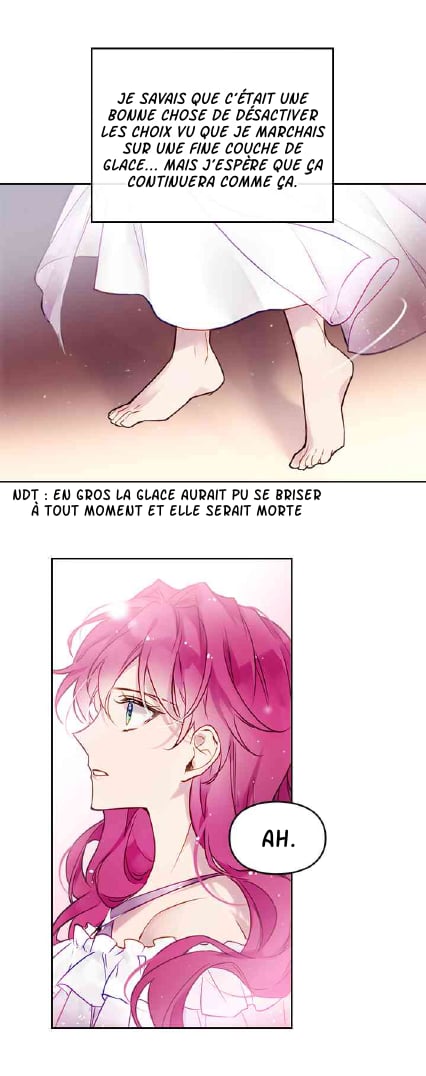 JE SAVAIS QUE C'ÉTAIT UNE
BONNE CHOSE DE DÉSACTIVER
LES CHOIX VU QUE JE MARCHAIS
SUR UNE FINE COUCHE DE
GLACE... MAIS J'ESPÈRE QUE ÇA
CONTINUERA COMME ÇA.
NDT : EN GROS LA GLACE AURAIT PU SE BRISER
À TOUT MOMENT ET ELLE SERAIT MORTE
AH.